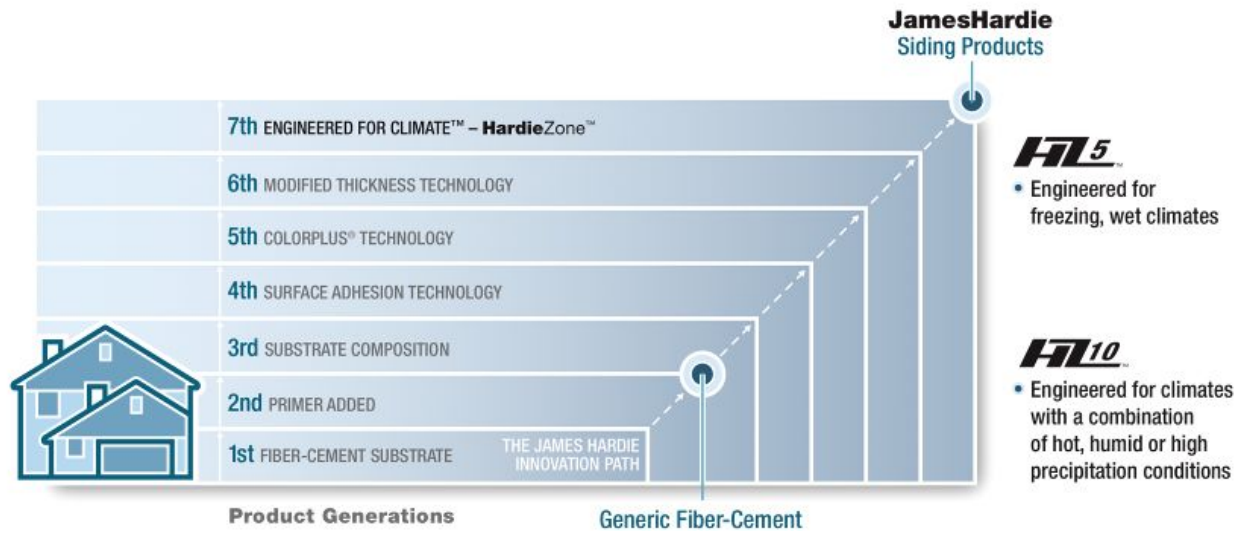 JamesHardie
Siding Products
7th ENGINEERED FOR CLIMATE™ – HardieZone™
6th MODIFIED THICKNESS TECHNOLOGY
5th COLORPLUS® TECHNOLOGY
4th SURFACE ADHESION TECHNOLOGY
3rd SUBSTRATE COMPOSITION
2nd PRIMER ADDED
1st FIBER-CEMENT SUBSTRATE
THE JAMES HARDIE
INNOVATION PATH
Product Generations
Generic Fiber-Cement
HZ5™
• Engineered for
freezing, wet climates
HZ10™
• Engineered for climates
with a combination
of hot, humid or high
precipitation conditions